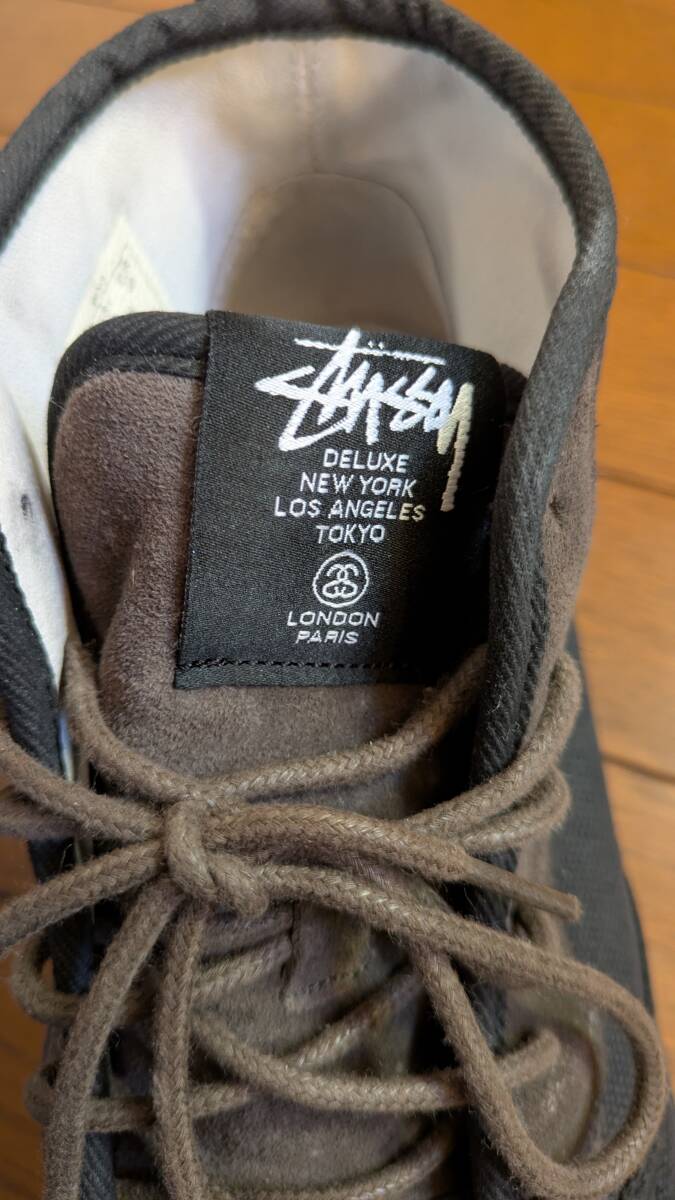 Stüssy
DELUXE
NEW YORK
LOS ANGELES
TOKYO
LONDON
PARIS